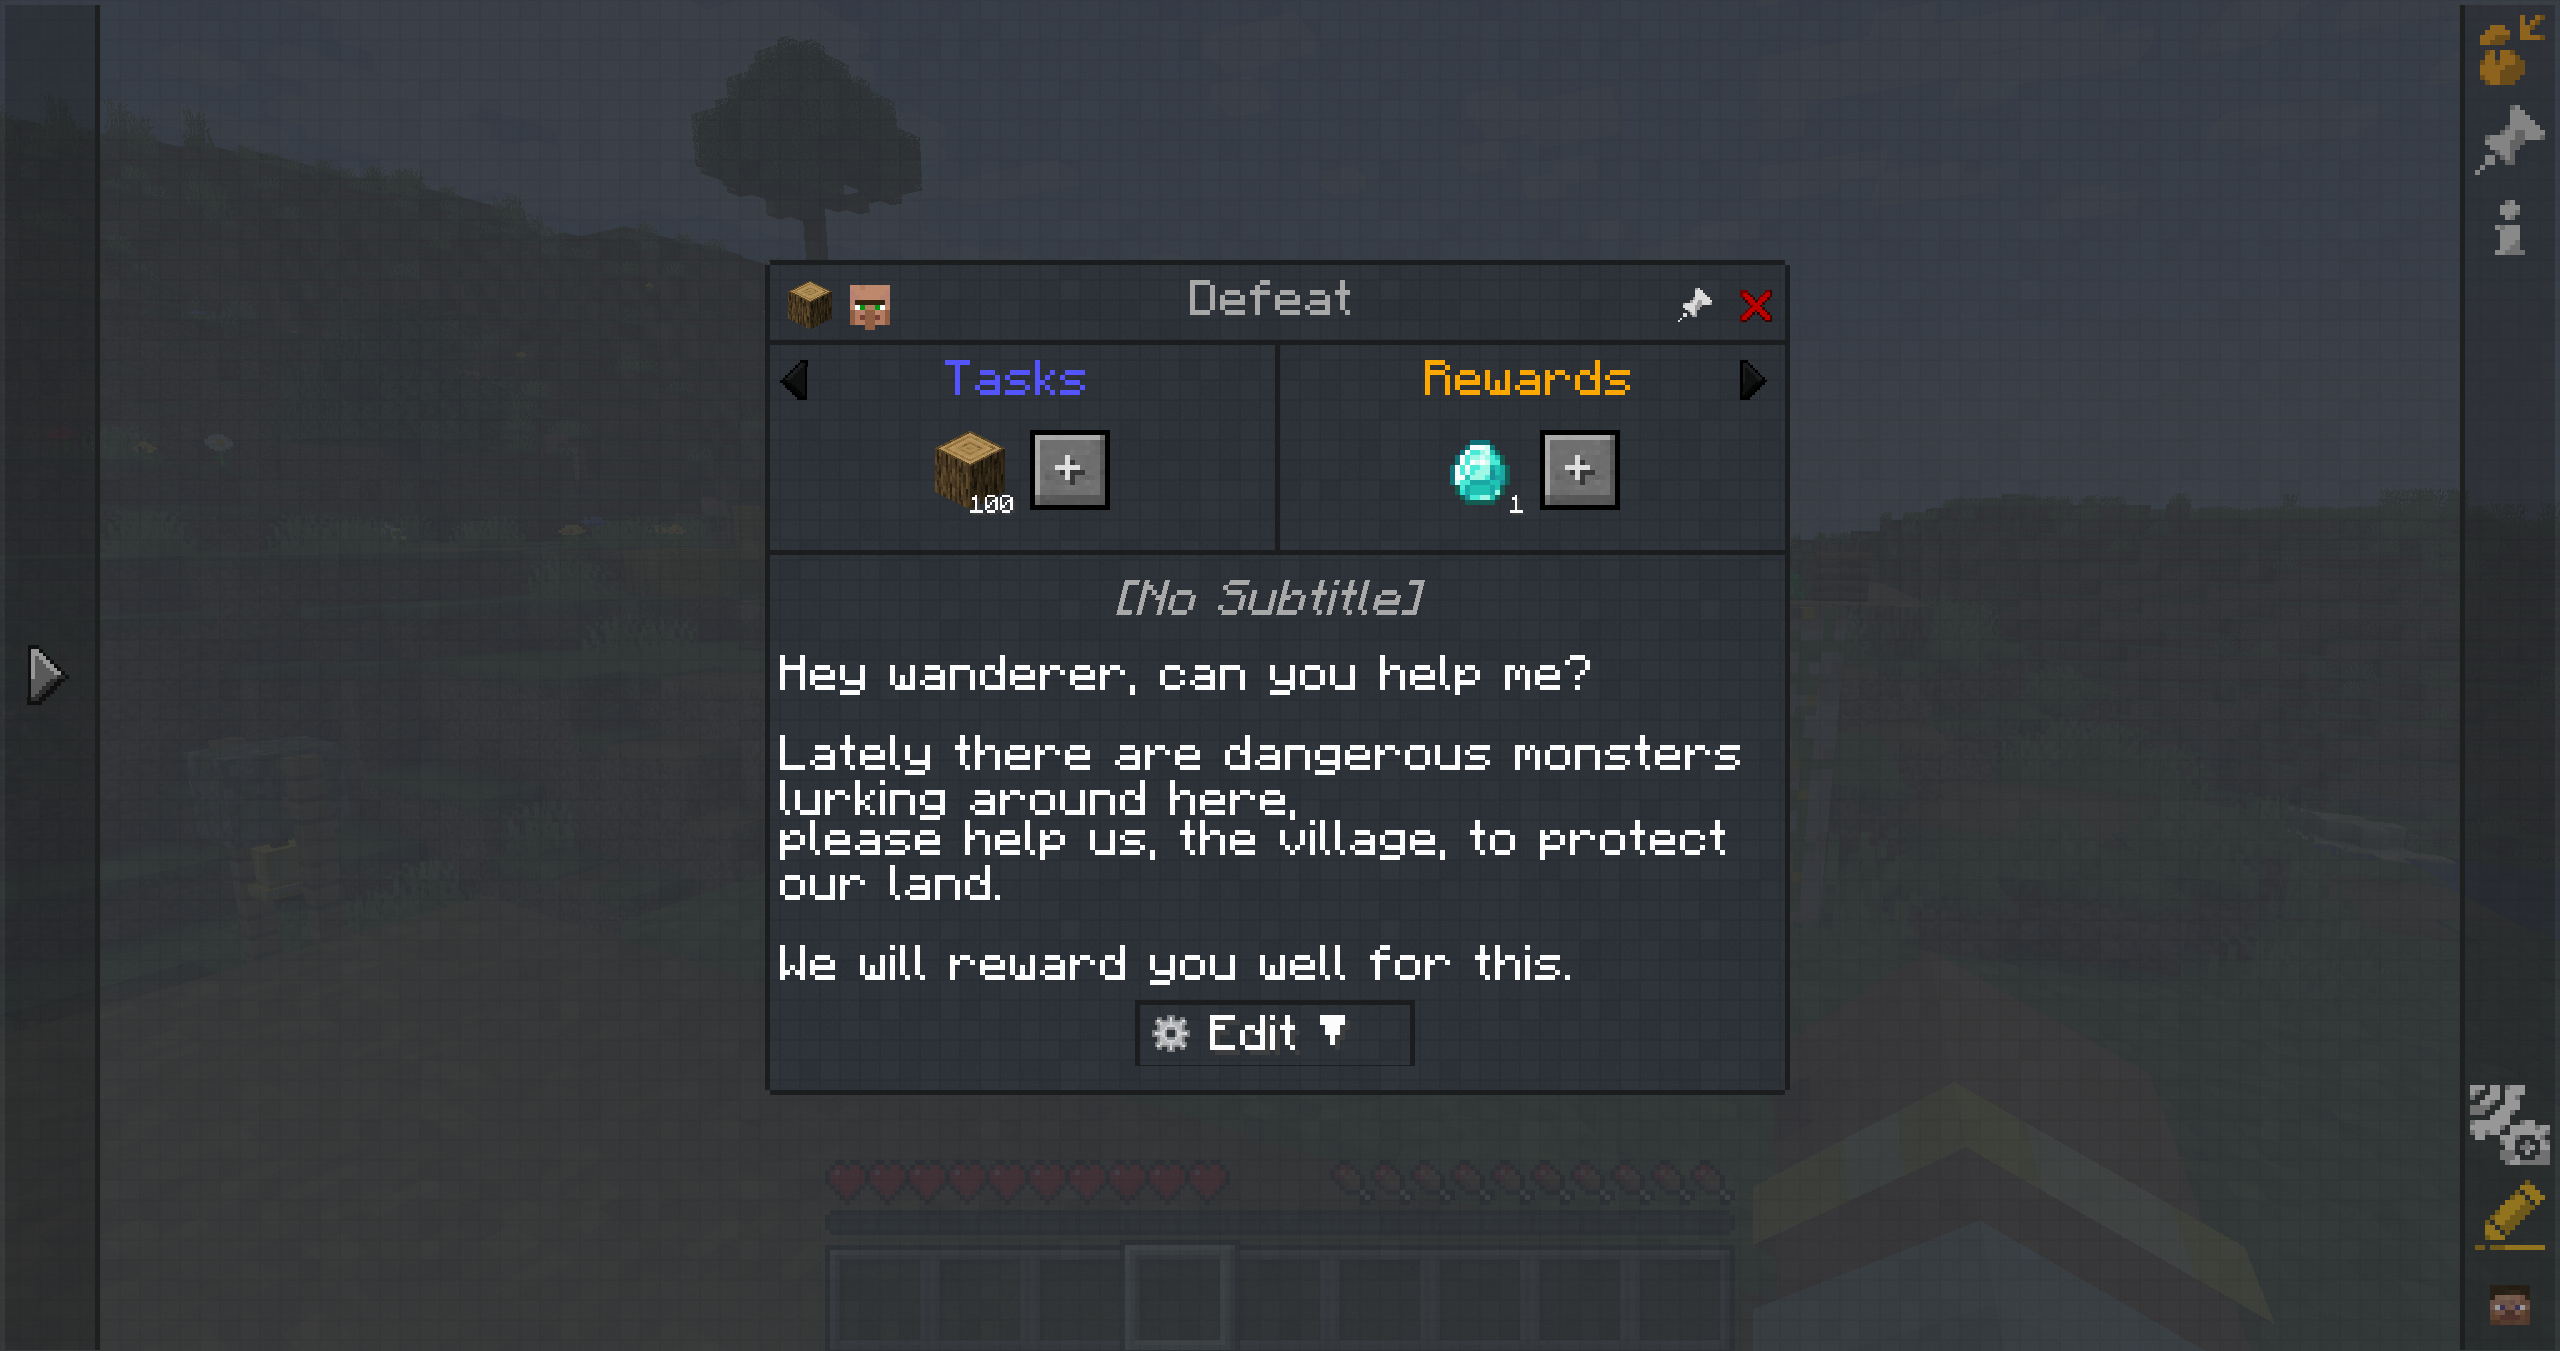 Defeat
Tasks
Rewards
+
+
100
1
[No Subtitle]
Hey wanderer, can you help me?
Lately there are dangerous monsters
lurking around here,
please help us, the village, to protect
our land.
We will reward you well for this.
Edit ▼